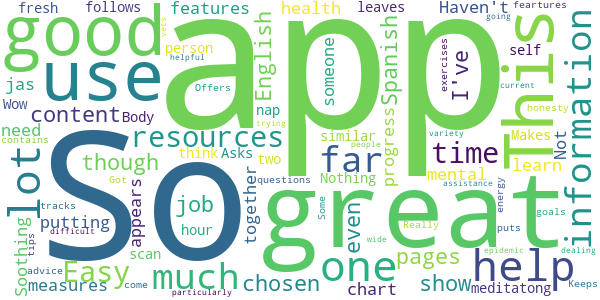 fresh follows features health leaves Haven't going feartures
good app This information
jas person English someone Spanish I've self exercises vets helpful current
Wow use Offers honesty
content Body nap Makes
need resources similar progress time Not learn variety
lot though Asks think two far mental trying people contains
Got Nothing
So great
Soothing tracks putting appears job together questions Some even one pages help energy assistance goals
difficult hour wide show puts epidemic dealing
tips Easy scan much chosen chart meditatong
advice measures come particularly Really Keeps